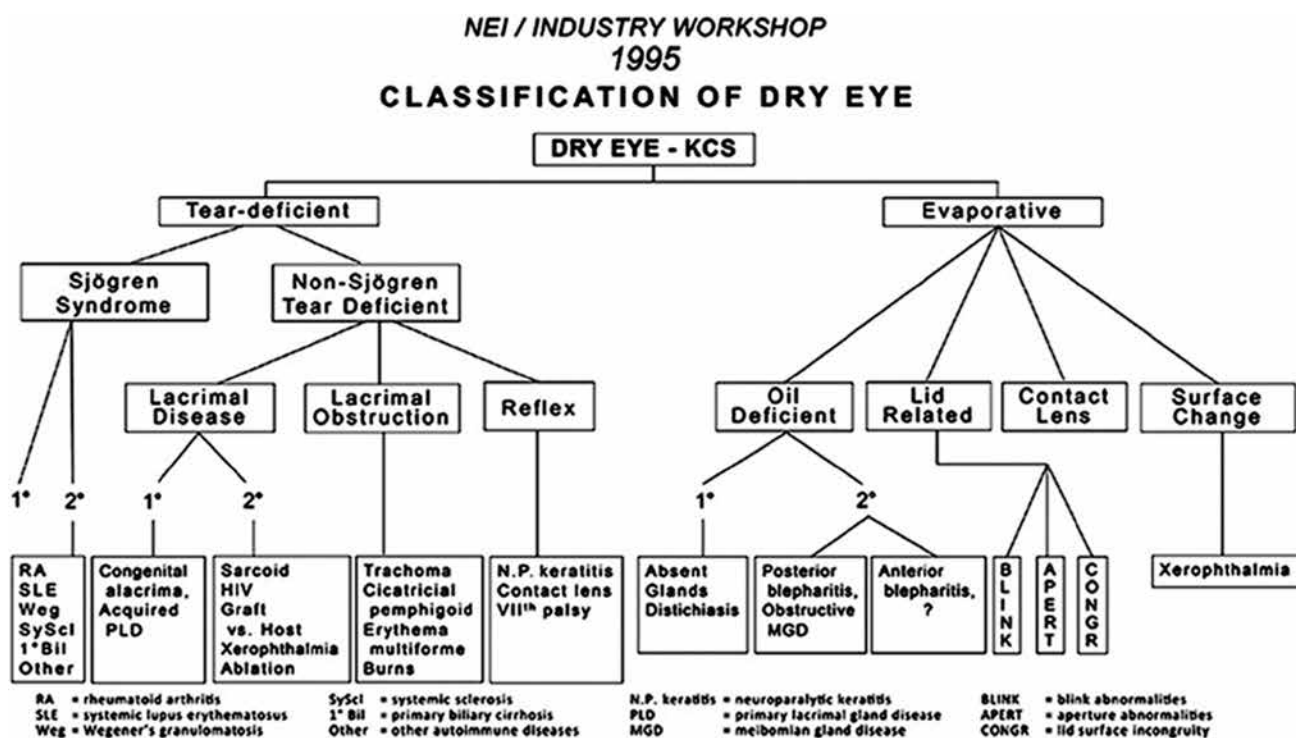 NEI / INDUSTRY WORKSHOP
1995
CLASSIFICATION OF DRY EYE
DRY EYE - KCS
Tear-deficient
Evaporative
Sjögren
Syndrome
Non-Sjögren
Tear Deficient
Lacrimal
Disease
Lacrimal
Obstruction
Reflex
Oil
Deficient
Lid
Related
Contact
Lens
Surface
Change
1°
2°
1°
2°
1°
2°
RA
SLE
Weg
SyScl
1°Bil
Other
Congenital
alacrima,
Acquired
PLD
Sarcoid
HIV
Graft
vs. Host
Xerophthalmia
Ablation
Trachoma
Cicatricial
pemphigoid
Erythema
multiforme
Burns
N.P. keratitis
Contact lens
VIIth palsy
Absent
Glands
Distichiasis
Posterior
blepharitis,
Obstructive
MGD
Anterior
blepharitis,
?
BLINK
APERT
CONGR
Xerophthalmia
RA = rheumatoid arthritis
SLE = systemic lupus erythematosus
Weg = Wegener's granulomatosis
SyScl = systemic sclerosis
1° Bil = primary biliary cirrhosis
Other = other autoimmune diseases
N.P. keratitis = neuroparalytic keratitis
PLD = primary lacrimal gland disease
MGD = meibomian gland disease
BLINK = blink abnormalities
APERT = aperture abnormalities
CONGR = lid surface incongruity